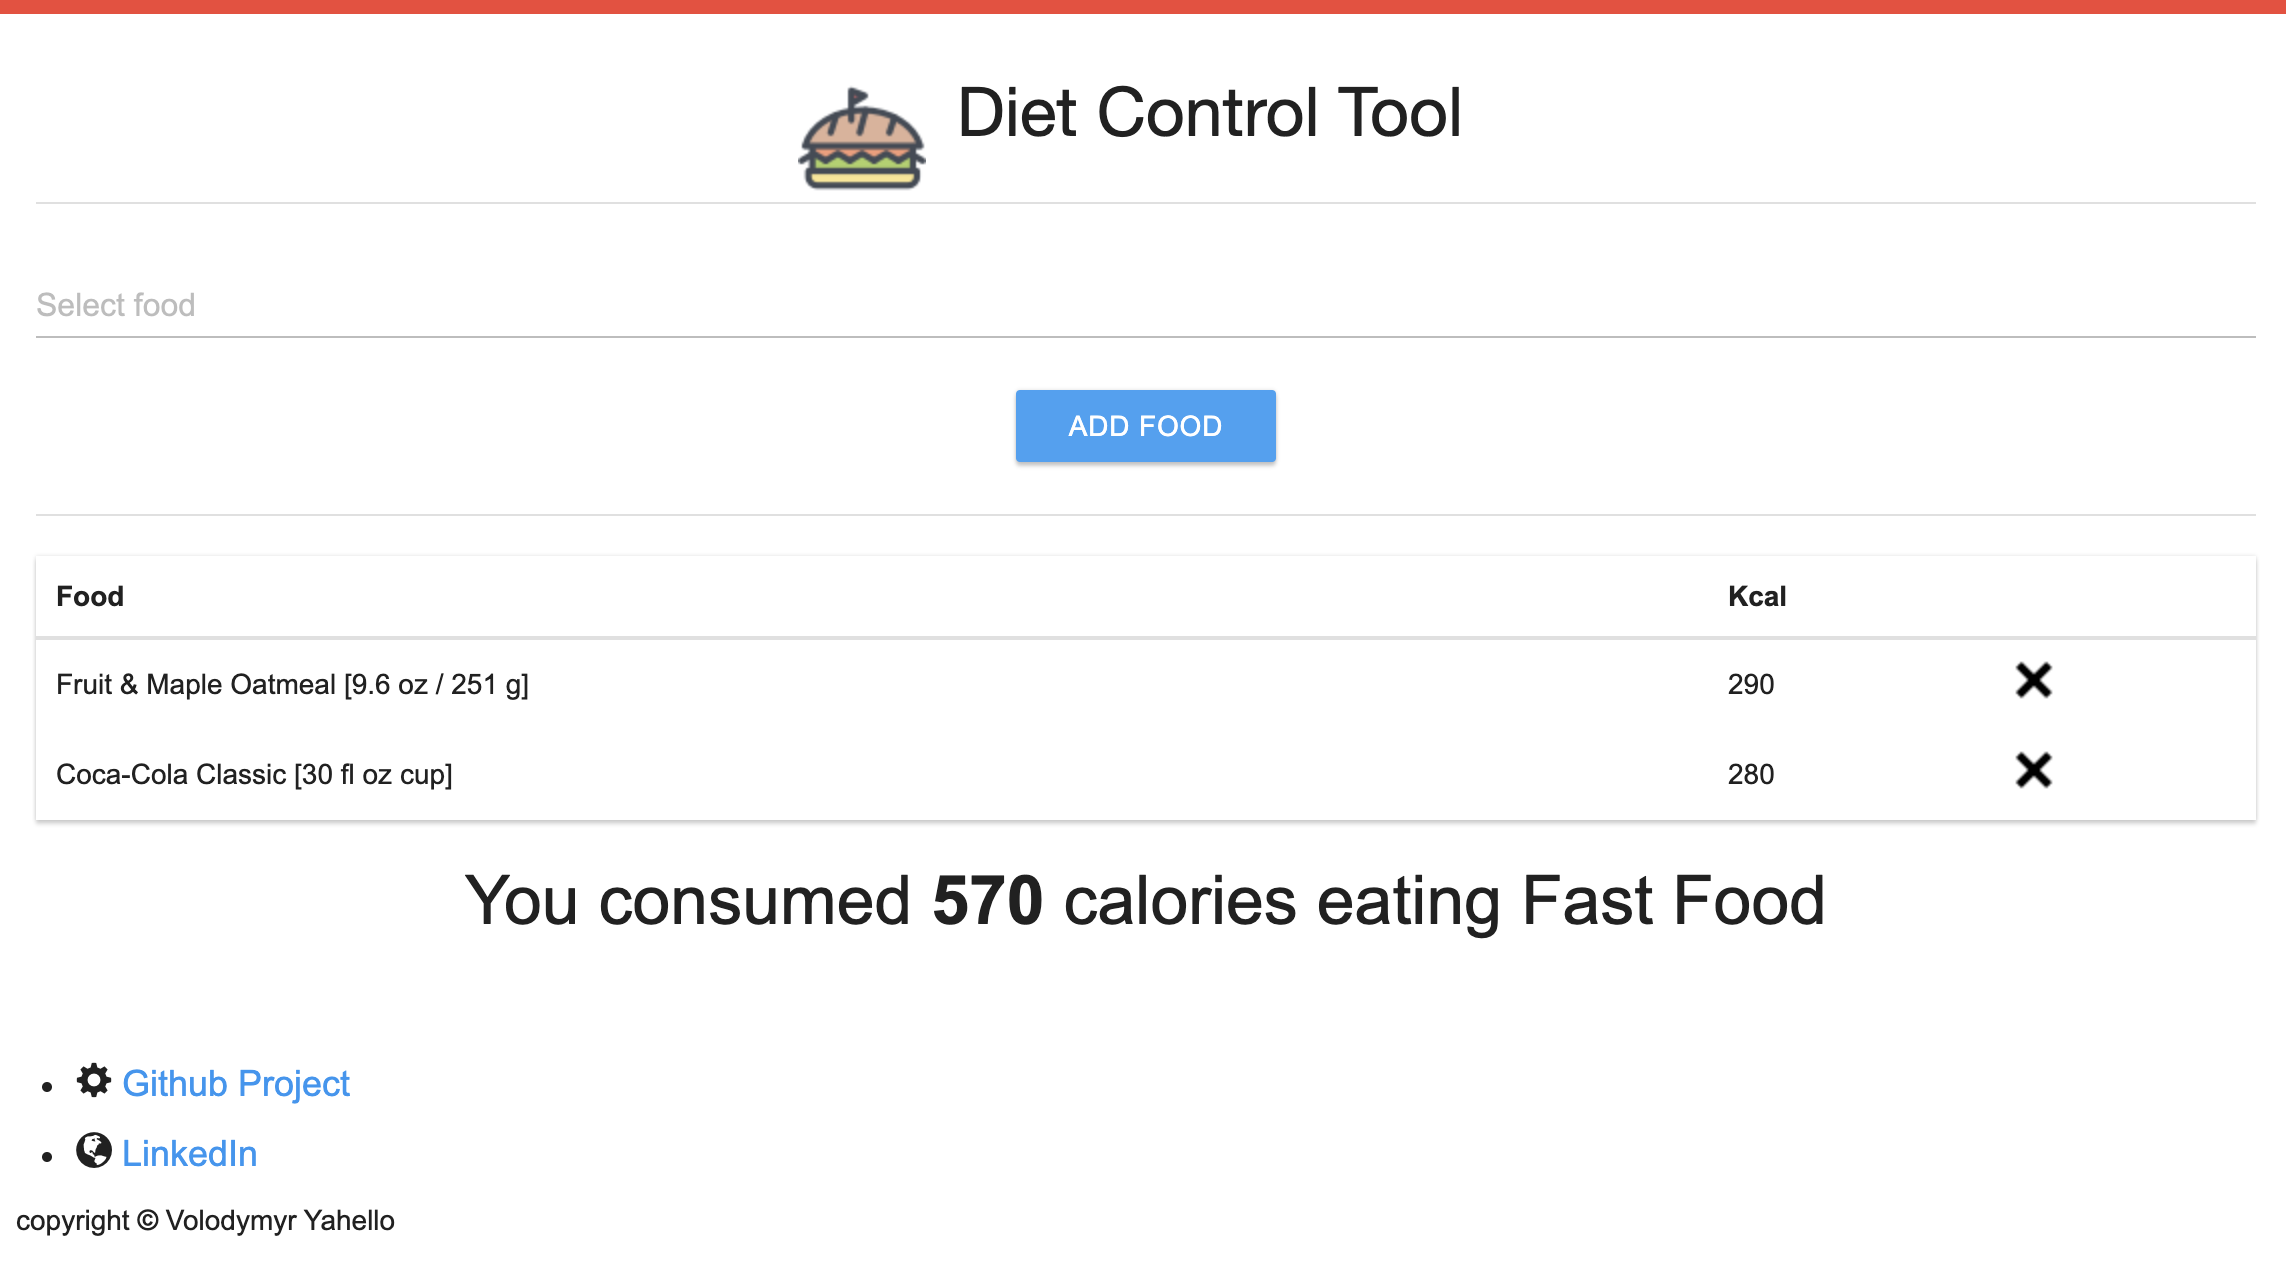 Diet Control Tool
Select food
ADD FOOD
Food Kcal
Fruit & Maple Oatmeal [9.6 oz / 251 g] 290
Coca-Cola Classic [30 fl oz cup] 280
You consumed 570 calories eating Fast Food
Github Project
LinkedIn
copyright © Volodymyr Yahello